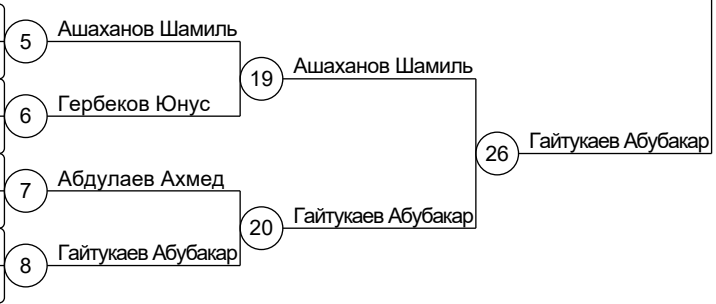 5
Ашаханов Шамиль
19
Ашаханов Шамиль
6
Гербеков Юнус
26
Гайтукаев Абубакар
7
Абдулаев Ахмед
20
Гайтукаев Абубакар
8
Гайтукаев Абубакар